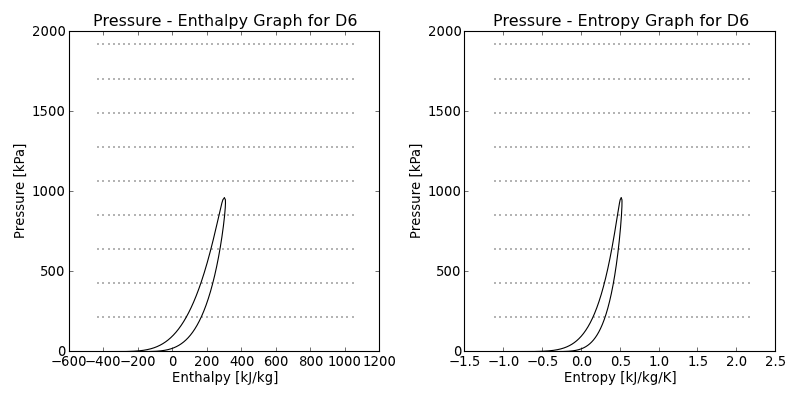 Pressure - Enthalpy Graph for D6
Pressure [kPa]
2000
1500
1000
500
0
−600 −400 −200 0 200 400 600 800 1000 1200
Enthalpy [kJ/kg]
Pressure - Entropy Graph for D6
Pressure [kPa]
2000
1500
1000
500
0
−1.5 −1.0 −0.5 0.0 0.5 1.0 1.5 2.0 2.5
Entropy [kJ/kg/K]